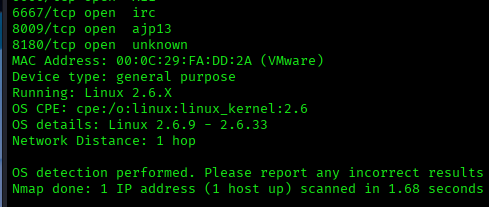 6667/tcp open  irc
8009/tcp open  ajp13
8180/tcp open  unknown
MAC Address: 00:0C:29:FA:DD:2A (VMware)
Device type: general purpose
Running: Linux 2.6.X
OS CPE: cpe:/o:linux:linux_kernel:2.6
OS details: Linux 2.6.9 - 2.6.33
Network Distance: 1 hop
OS detection performed. Please report any incorrect results
Nmap done: 1 IP address (1 host up) scanned in 1.68 seconds